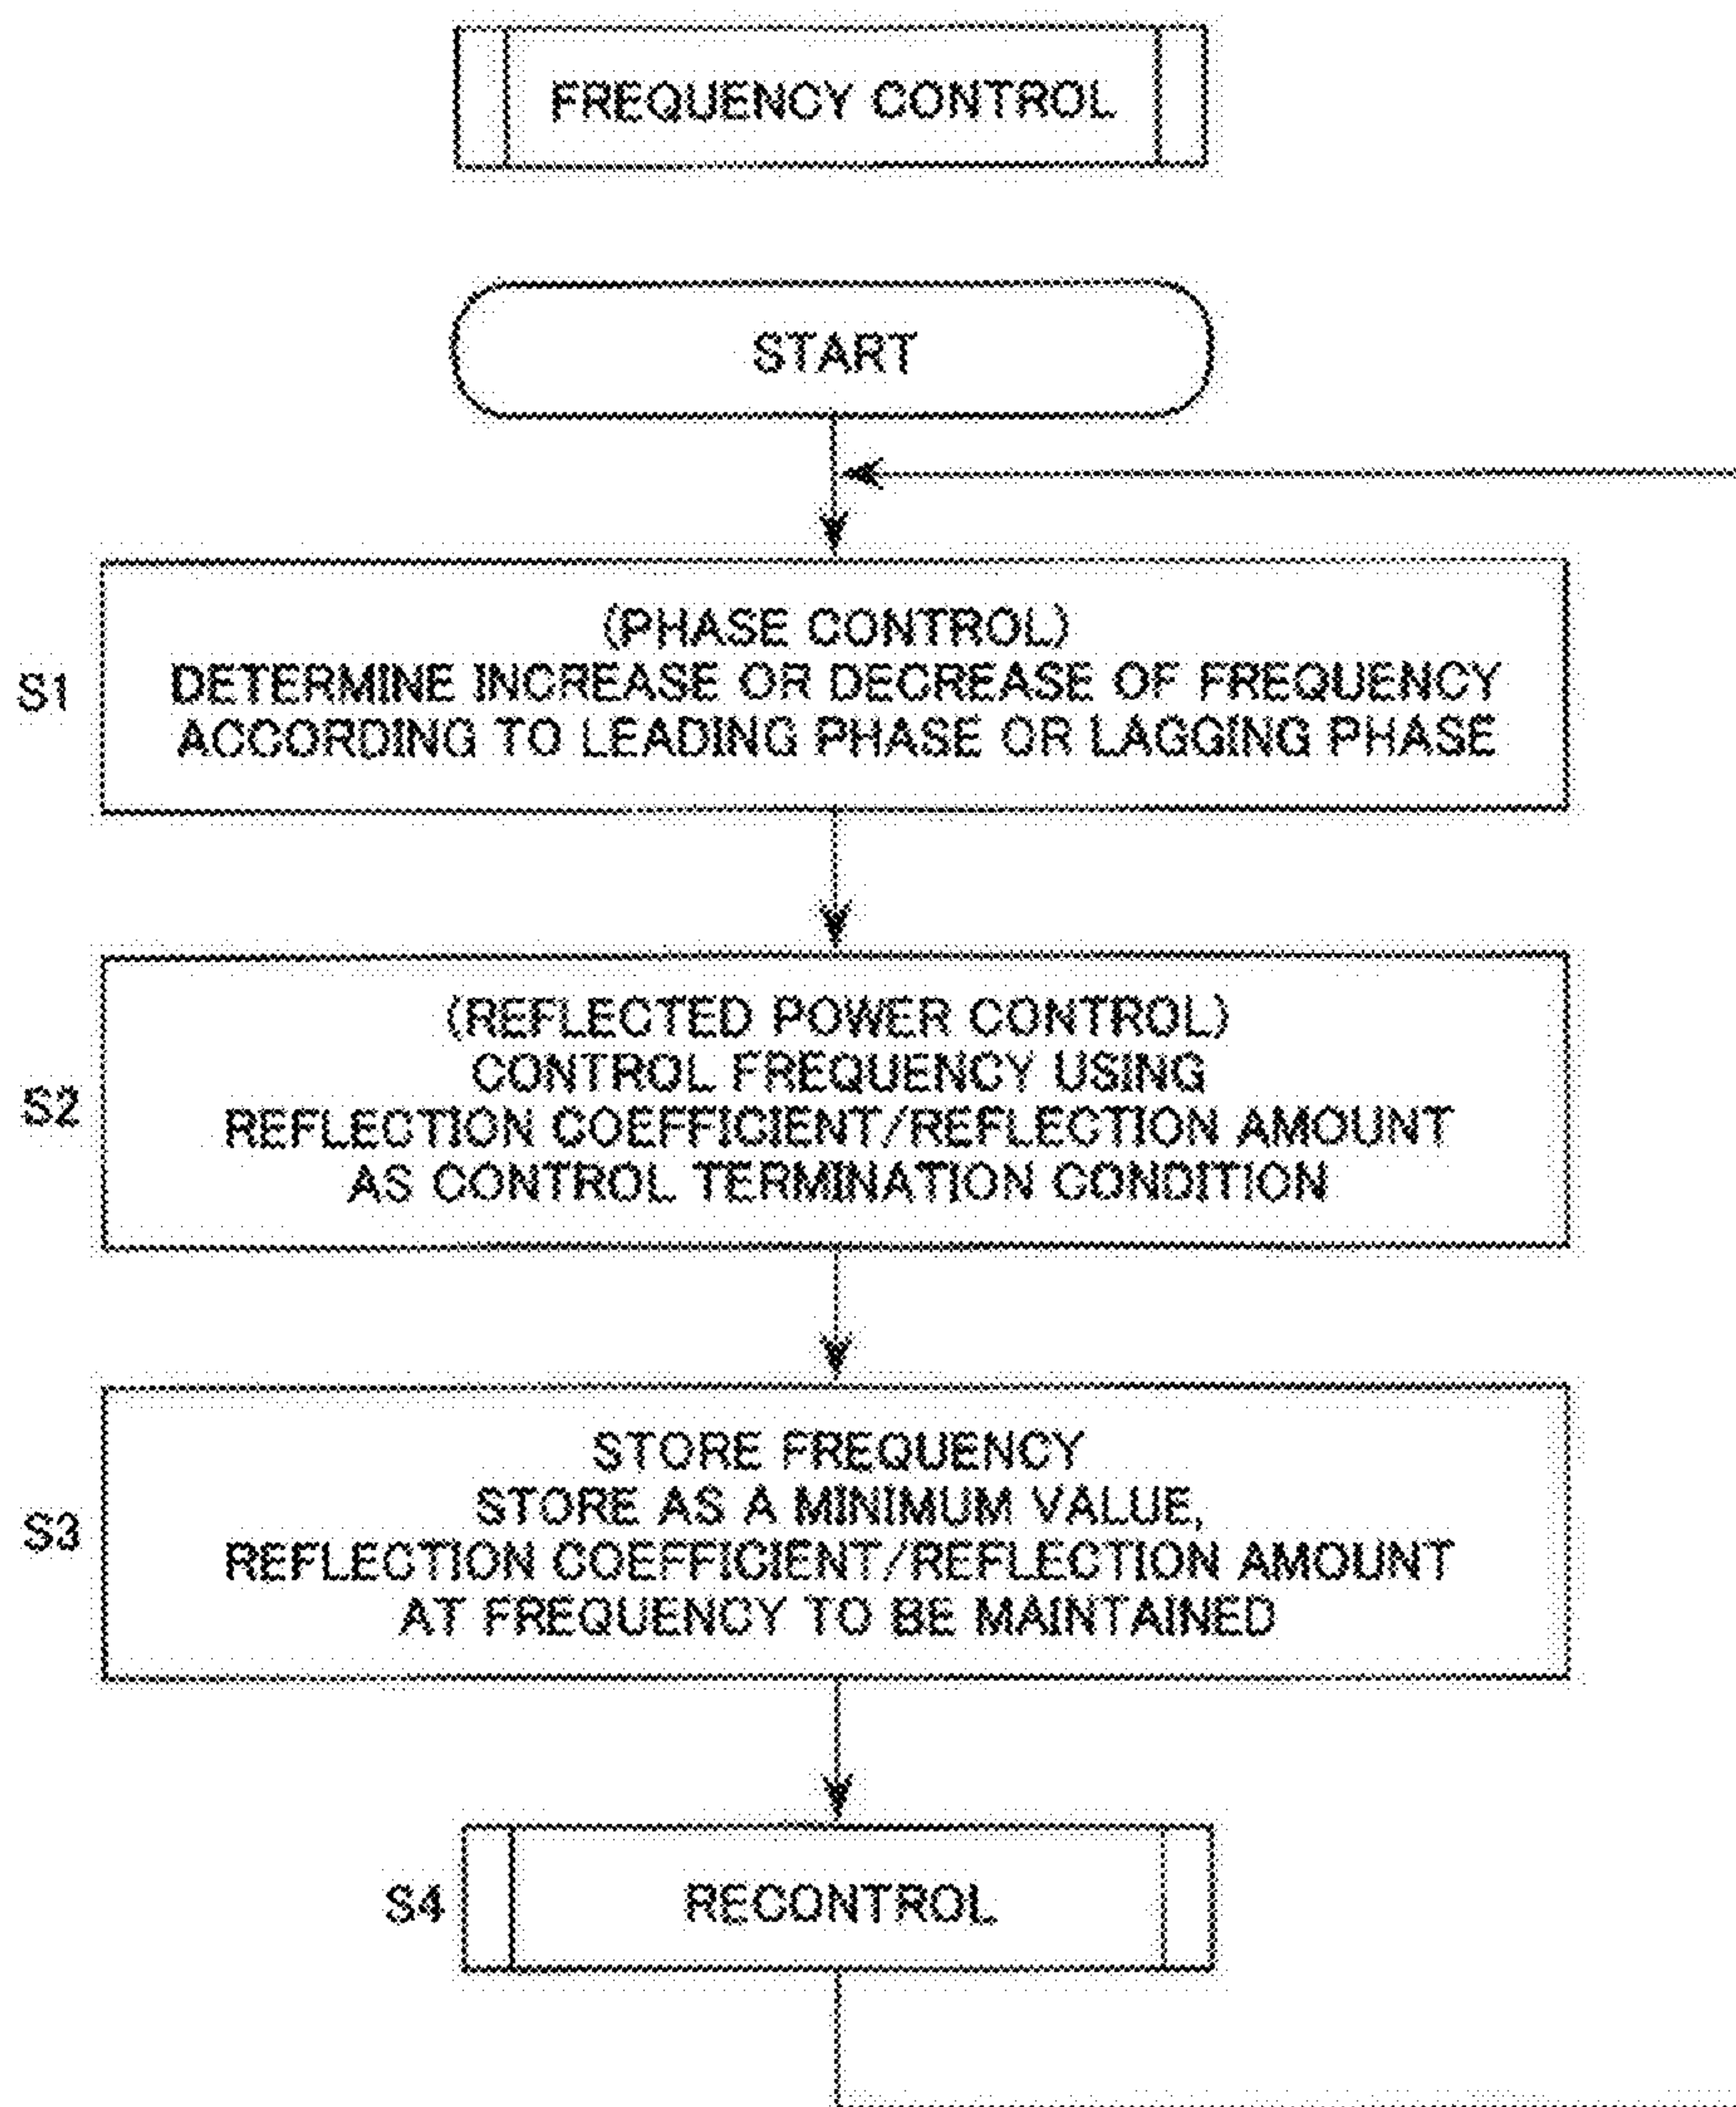 FREQUENCY CONTROL
START
S1
(PHASE CONTROL)
DETERMINE INCREASE OR DECREASE OF FREQUENCY
ACCORDING TO LEADING PHASE OR LAGGING PHASE
S2
(REFLECTED POWER CONTROL)
CONTROL FREQUENCY USING
REFLECTION COEFFICIENT/REFLECTION AMOUNT
AS CONTROL TERMINATION CONDITION
S3
STORE FREQUENCY
STORE AS A MINIMUM VALUE,
REFLECTION COEFFICIENT/REFLECTION AMOUNT
AT FREQUENCY TO BE MAINTAINED
S4
RECONTROL